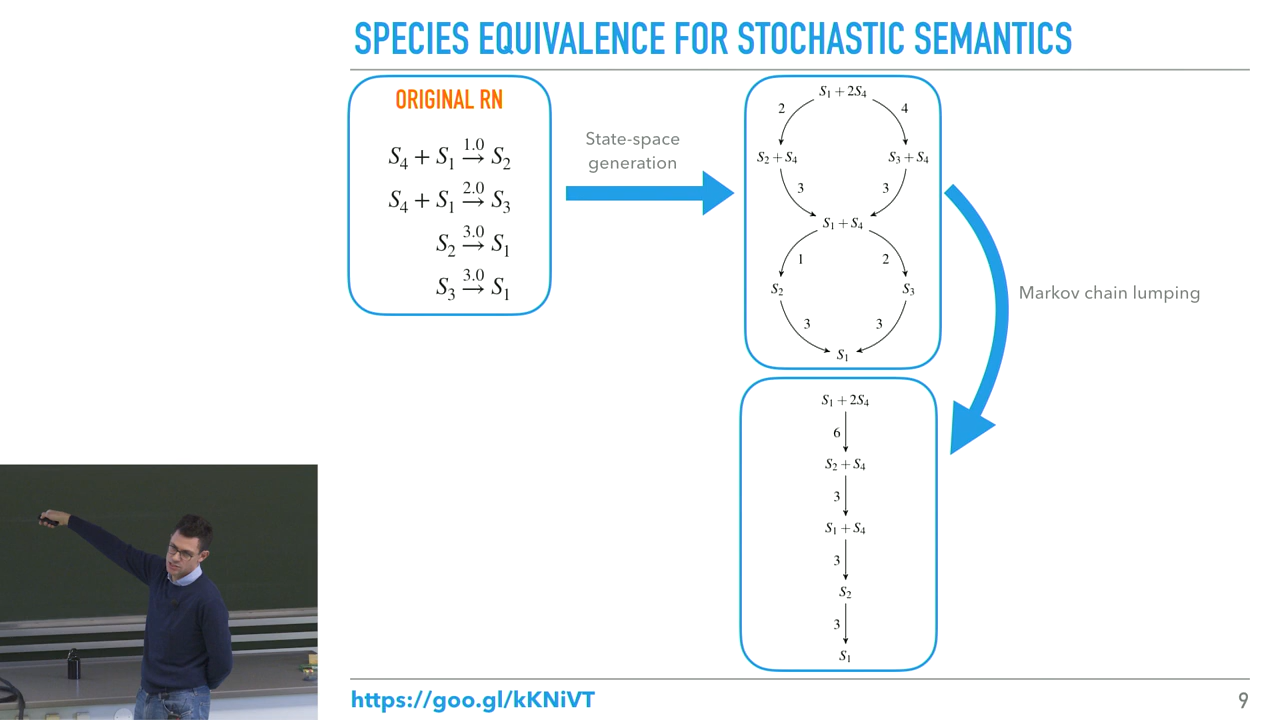 SPECIES EQUIVALENCE FOR STOCHASTIC SEMANTICS
ORIGINAL RN
S₄ + S₁ →1.0 S₂
S₄ + S₁ →2.0 S₃
S₂ →3.0 S₁
S₃ →3.0 S₁
State-space
generation
S₁ + 2S₄
2 4
S₂ + S₄ S₃ + S₄
3 3
S₁ + S₄
1 2
S₂ S₃
3 3
S₁
Markov chain lumping
S₁ + 2S₄
6
S₂ + S₄
3
S₁ + S₄
3
S₂
3
S₁
https://goo.gl/kKNiVT
9